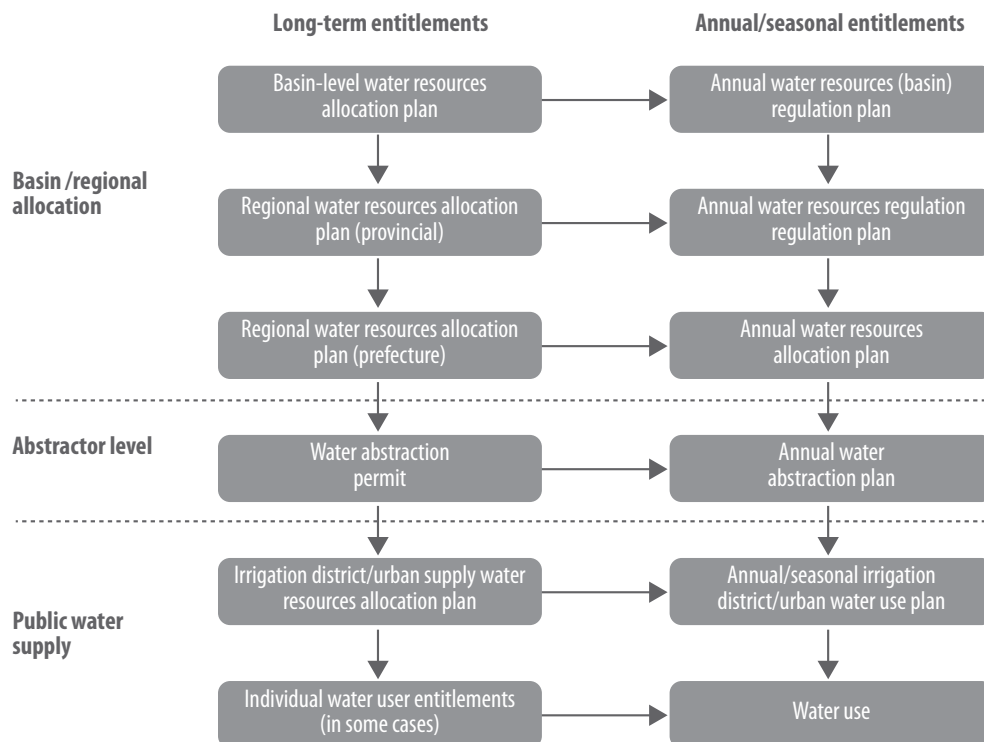 Long-term entitlements
Annual/seasonal entitlements
Basin-level water resources
allocation plan
Annual water resources (basin)
regulation plan
Basin /regional
allocation
Regional water resources allocation
plan (provincial)
Annual water resources regulation
regulation plan
Regional water resources allocation
plan (prefecture)
Annual water resources
allocation plan
Abstractor level
Water abstraction
permit
Annual water
abstraction plan
Public water
supply
Irrigation district/urban supply water
resources allocation plan
Annual/seasonal irrigation
district/urban water use plan
Individual water user entitlements
(in some cases)
Water use